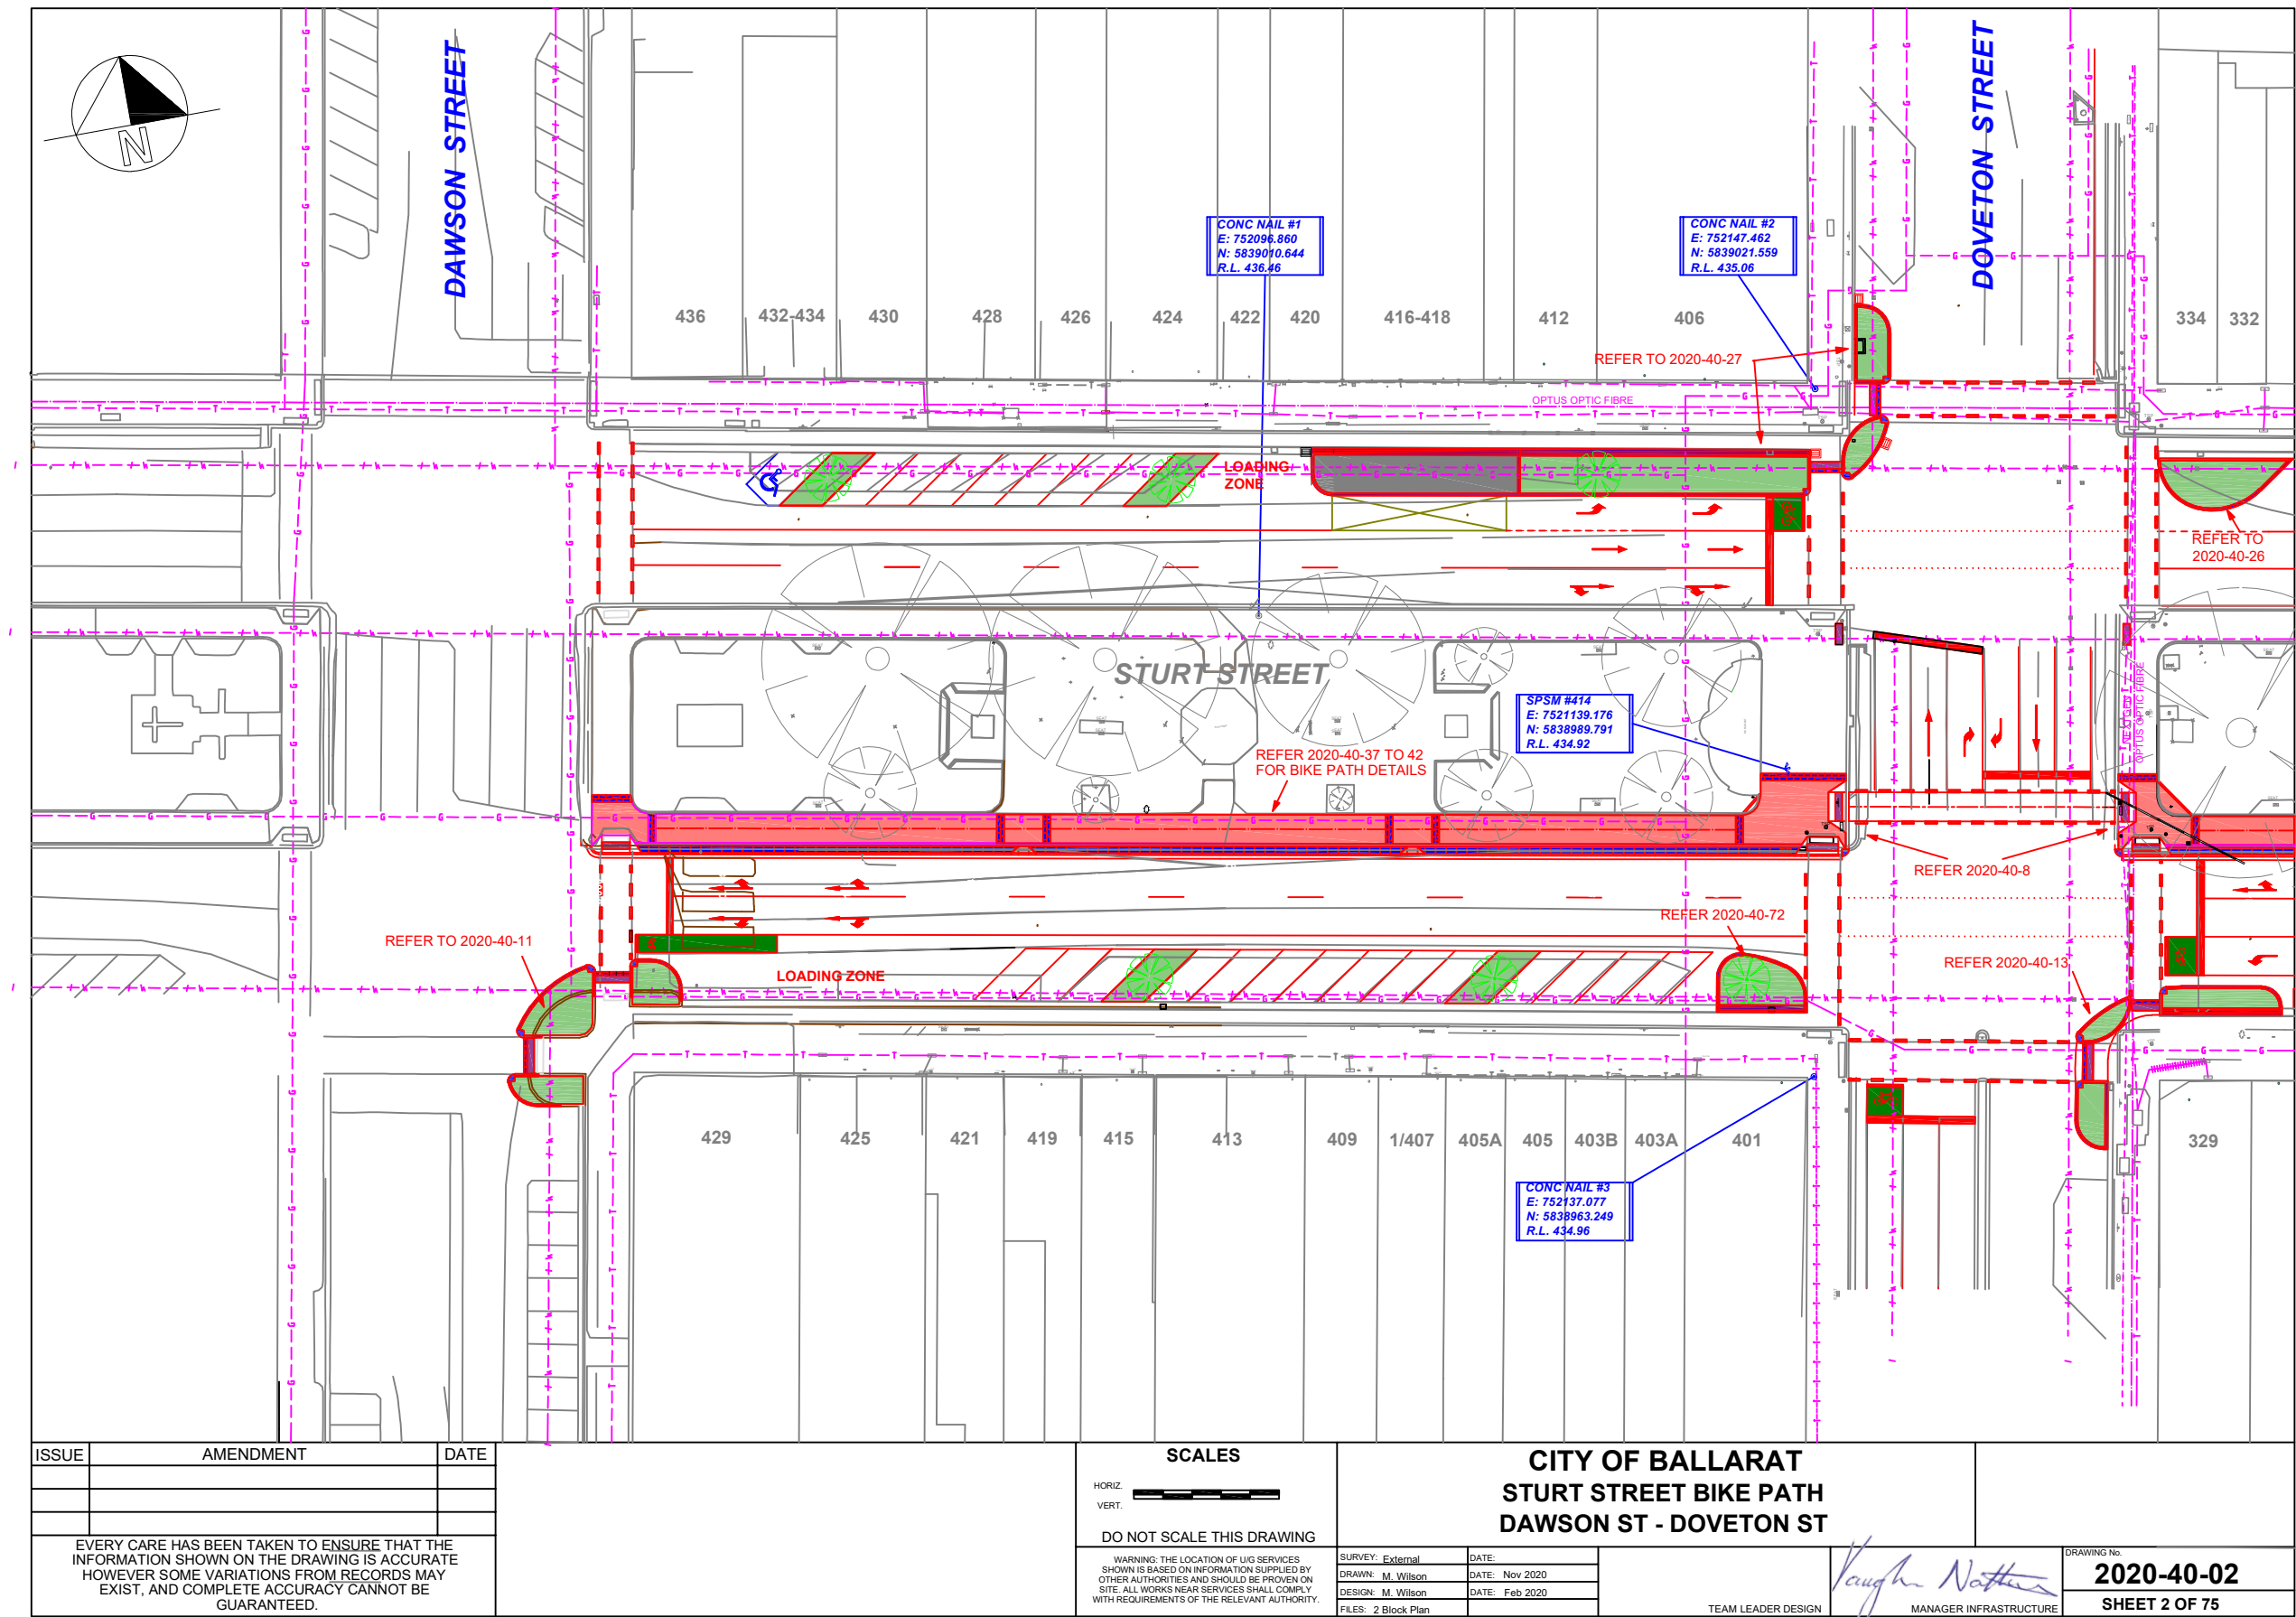 DAWSON STREET
DOVETON STREET
N
CONC NAIL #1
E: 752096.860
N: 5839010.644
R.L. 436.46
CONC NAIL #2
E: 752147.462
N: 5839021.559
R.L. 435.06
436
432-434
430
428
426
424
422
420
416-418
412
406
334
332
REFER TO 2020-40-27
OPTUS OPTIC FIBRE
LOADING
ZONE
REFER TO
2020-40-26
STURT STREET
SPSM #414
E: 7521139.176
N: 5838989.791
R.L. 434.92
OPTUS OPTIC FIBRE
REFER 2020-40-37 TO 42
FOR BIKE PATH DETAILS
REFER 2020-40-8
REFER 2020-40-72
REFER TO 2020-40-11
LOADING ZONE
REFER 2020-40-13
429
425
421
419
415
413
409
1/407
405A
405
403B
403A
401
329
CONC NAIL #3
E: 752137.077
N: 5838963.249
R.L. 434.96
ISSUE AMENDMENT DATE
EVERY CARE HAS BEEN TAKEN TO ENSURE THAT THE
INFORMATION SHOWN ON THE DRAWING IS ACCURATE
HOWEVER SOME VARIATIONS FROM RECORDS MAY
EXIST, AND COMPLETE ACCURACY CANNOT BE
GUARANTEED.
SCALES
HORIZ.
VERT.
DO NOT SCALE THIS DRAWING
WARNING: THE LOCATION OF U/G SERVICES
SHOWN IS BASED ON INFORMATION SUPPLIED BY
OTHER AUTHORITIES AND SHOULD BE PROVEN ON
SITE. ALL WORKS NEAR SERVICES SHALL COMPLY
WITH REQUIREMENTS OF THE RELEVANT AUTHORITY.
CITY OF BALLARAT
STURT STREET BIKE PATH
DAWSON ST - DOVETON ST
SURVEY: External DATE:
DRAWN: M. Wilson DATE: Nov 2020
DESIGN: M. Wilson DATE: Feb 2020
FILES: 2 Block Plan
TEAM LEADER DESIGN
MANAGER INFRASTRUCTURE
DRAWING No.
2020-40-02
SHEET 2 OF 75